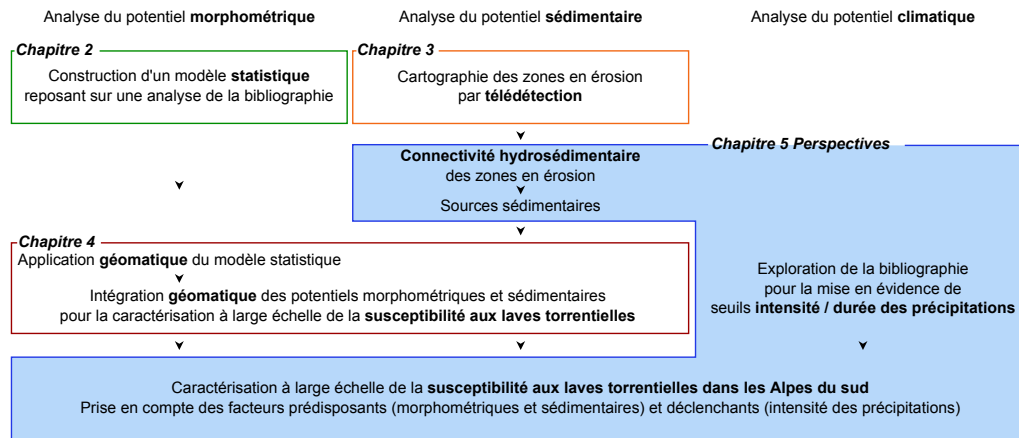 Analyse du potentiel morphométrique
Analyse du potentiel sédimentaire
Analyse du potentiel climatique
Chapitre 2
Construction d'un modèle statistique
reposant sur une analyse de la bibliographie
Chapitre 3
Cartographie des zones en érosion
par télédétection
Chapitre 5 Perspectives
Connectivité hydrosédimentaire
des zones en érosion
Sources sédimentaires
Chapitre 4
Application géomatique du modèle statistique
Intégration géomatique des potentiels morphométriques et sédimentaires
pour la caractérisation à large échelle de la susceptibilité aux laves torrentielles
Exploration de la bibliographie
pour la mise en évidence de
seuils intensité / durée des précipitations
Caractérisation à large échelle de la susceptibilité aux laves torrentielles dans les Alpes du sud
Prise en compte des facteurs prédisposants (morphométriques et sédimentaires) et déclenchants (intensité des précipitations)